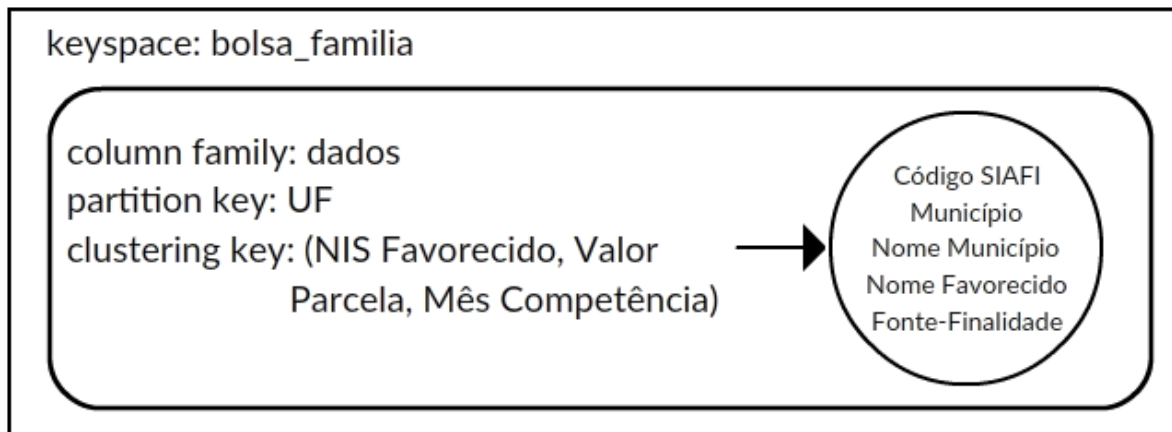 keyspace: bolsa_familia
column family: dados
partition key: UF
clustering key: (NIS Favorecido, Valor
Parcela, Mês Competência)
Código SIAFI
Município
Nome Município
Nome Favorecido
Fonte-Finalidade